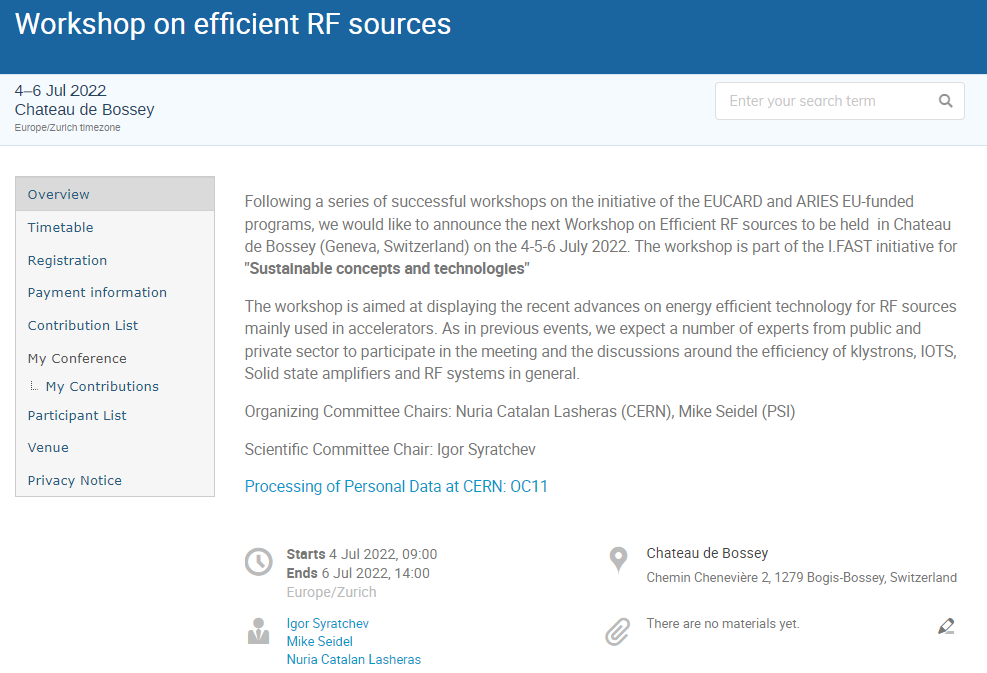 Workshop on efficient RF sources
4–6 Jul 2022
Chateau de Bossey
Europe/Zurich timezone
Enter your search term
Overview
Timetable
Registration
Payment information
Contribution List
My Conference
My Contributions
Participant List
Venue
Privacy Notice
Following a series of successful workshops on the initiative of the EUCARD and ARIES EU-funded
programs, we would like to announce the next Workshop on Efficient RF sources to be held  in Chateau
de Bossey (Geneva, Switzerland) on the 4-5-6 July 2022. The workshop is part of the I.FAST initiative for
"Sustainable concepts and technologies"
The workshop is aimed at displaying the recent advances on energy efficient technology for RF sources
mainly used in accelerators. As in previous events, we expect a number of experts from public and
private sector to participate in the meeting and the discussions around the efficiency of klystrons, IOTS,
Solid state amplifiers and RF systems in general.
Organizing Committee Chairs: Nuria Catalan Lasheras (CERN), Mike Seidel (PSI)
Scientific Committee Chair: Igor Syratchev
Processing of Personal Data at CERN: OC11
Starts 4 Jul 2022, 09:00
Ends 6 Jul 2022, 14:00
Europe/Zurich
Chateau de Bossey
Chemin Chenevière 2, 1279 Bogis-Bossey, Switzerland
Igor Syratchev
Mike Seidel
Nuria Catalan Lasheras
There are no materials yet.